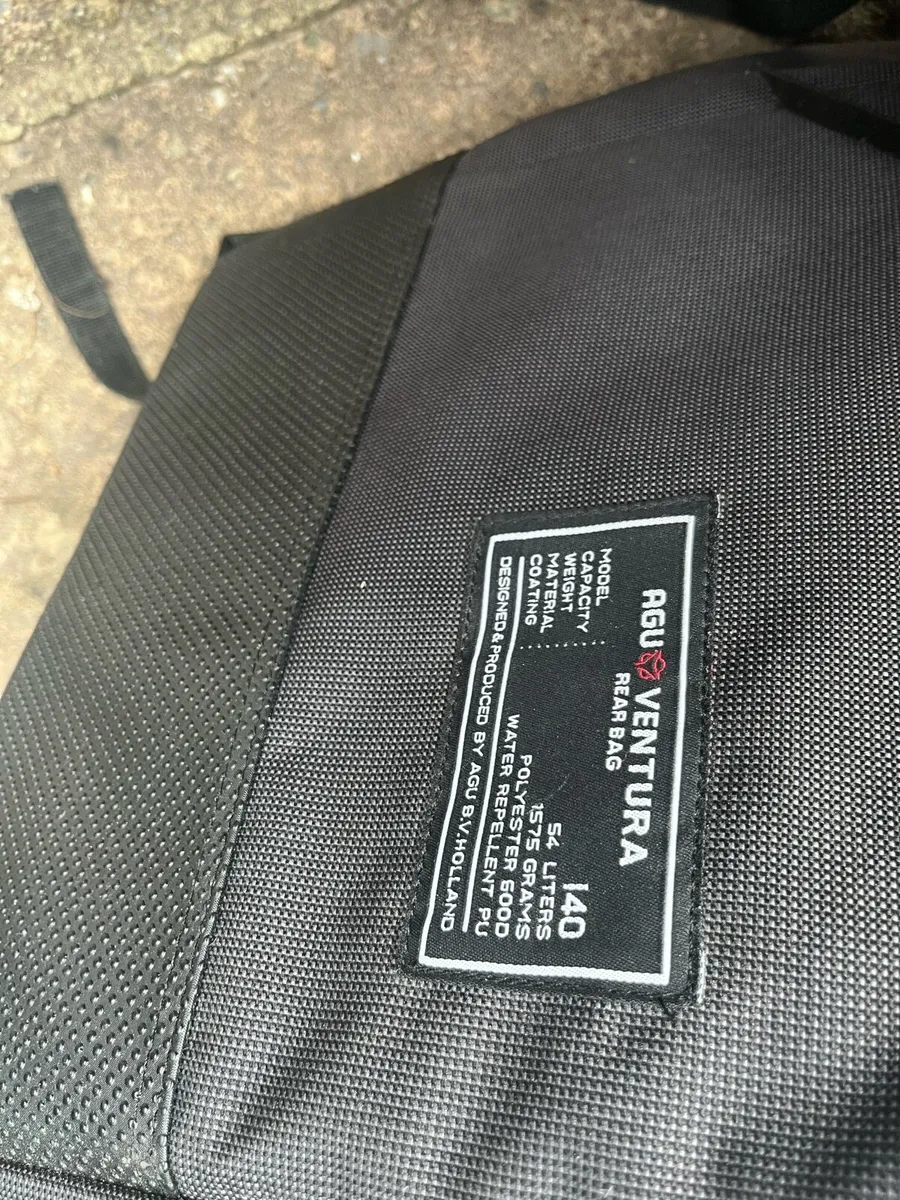 AGU VENTURA
REAR BAG
MODEL 140
CAPACITY 54 LITERS
WEIGHT 1575 GRAMS
MATERIAL POLYESTER 600D
COATING WATER REPELLENT PU
DESIGNED & PRODUCED BY AGU B.V. HOLLAND